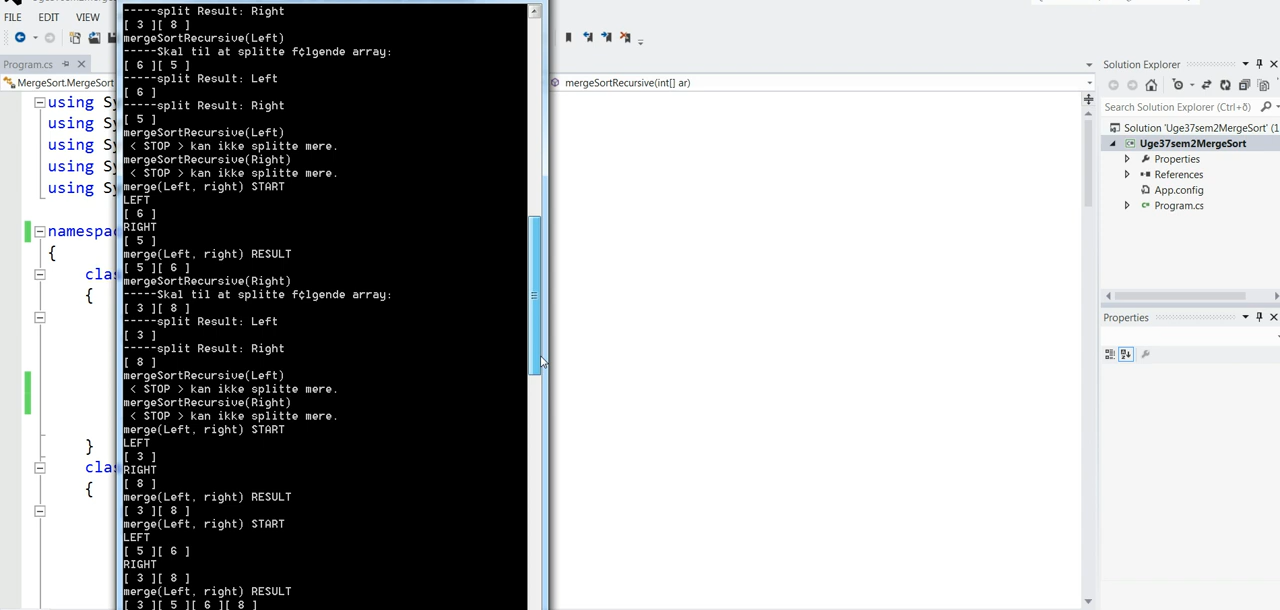 FILE EDIT VIEW
Program.cs
MergeSort.MergeSort
mergeSortRecursive(int[] ar)
using Sy
using Sy
using Sy
using Sy
using Sy
namespac
{
clas
{
}
clas
{
-----split Result: Right
[ 3 ][ 8 ]
mergeSortRecursive(Left)
-----Skal til at splitte f¢lgende array:
[ 6 ][ 5 ]
-----split Result: Left
[ 6 ]
-----split Result: Right
[ 5 ]
mergeSortRecursive(Left)
< STOP > kan ikke splitte mere.
mergeSortRecursive(Right)
< STOP > kan ikke splitte mere.
merge(Left, right) START
LEFT
[ 6 ]
RIGHT
[ 5 ]
merge(Left, right) RESULT
[ 5 ][ 6 ]
mergeSortRecursive(Right)
-----Skal til at splitte f¢lgende array:
[ 3 ][ 8 ]
-----split Result: Left
[ 3 ]
-----split Result: Right
[ 8 ]
mergeSortRecursive(Left)
< STOP > kan ikke splitte mere.
mergeSortRecursive(Right)
< STOP > kan ikke splitte mere.
merge(Left, right) START
LEFT
[ 3 ]
RIGHT
[ 8 ]
merge(Left, right) RESULT
[ 3 ][ 8 ]
merge(Left, right) START
LEFT
[ 5 ][ 6 ]
RIGHT
[ 3 ][ 8 ]
merge(Left, right) RESULT
[ 3 ][ 5 ][ 6 ][ 8 ]
Solution Explorer
Search Solution Explorer (Ctrl+ð)
Solution 'Uge37sem2MergeSort' (1
Uge37sem2MergeSort
Properties
References
App.config
Program.cs
Properties